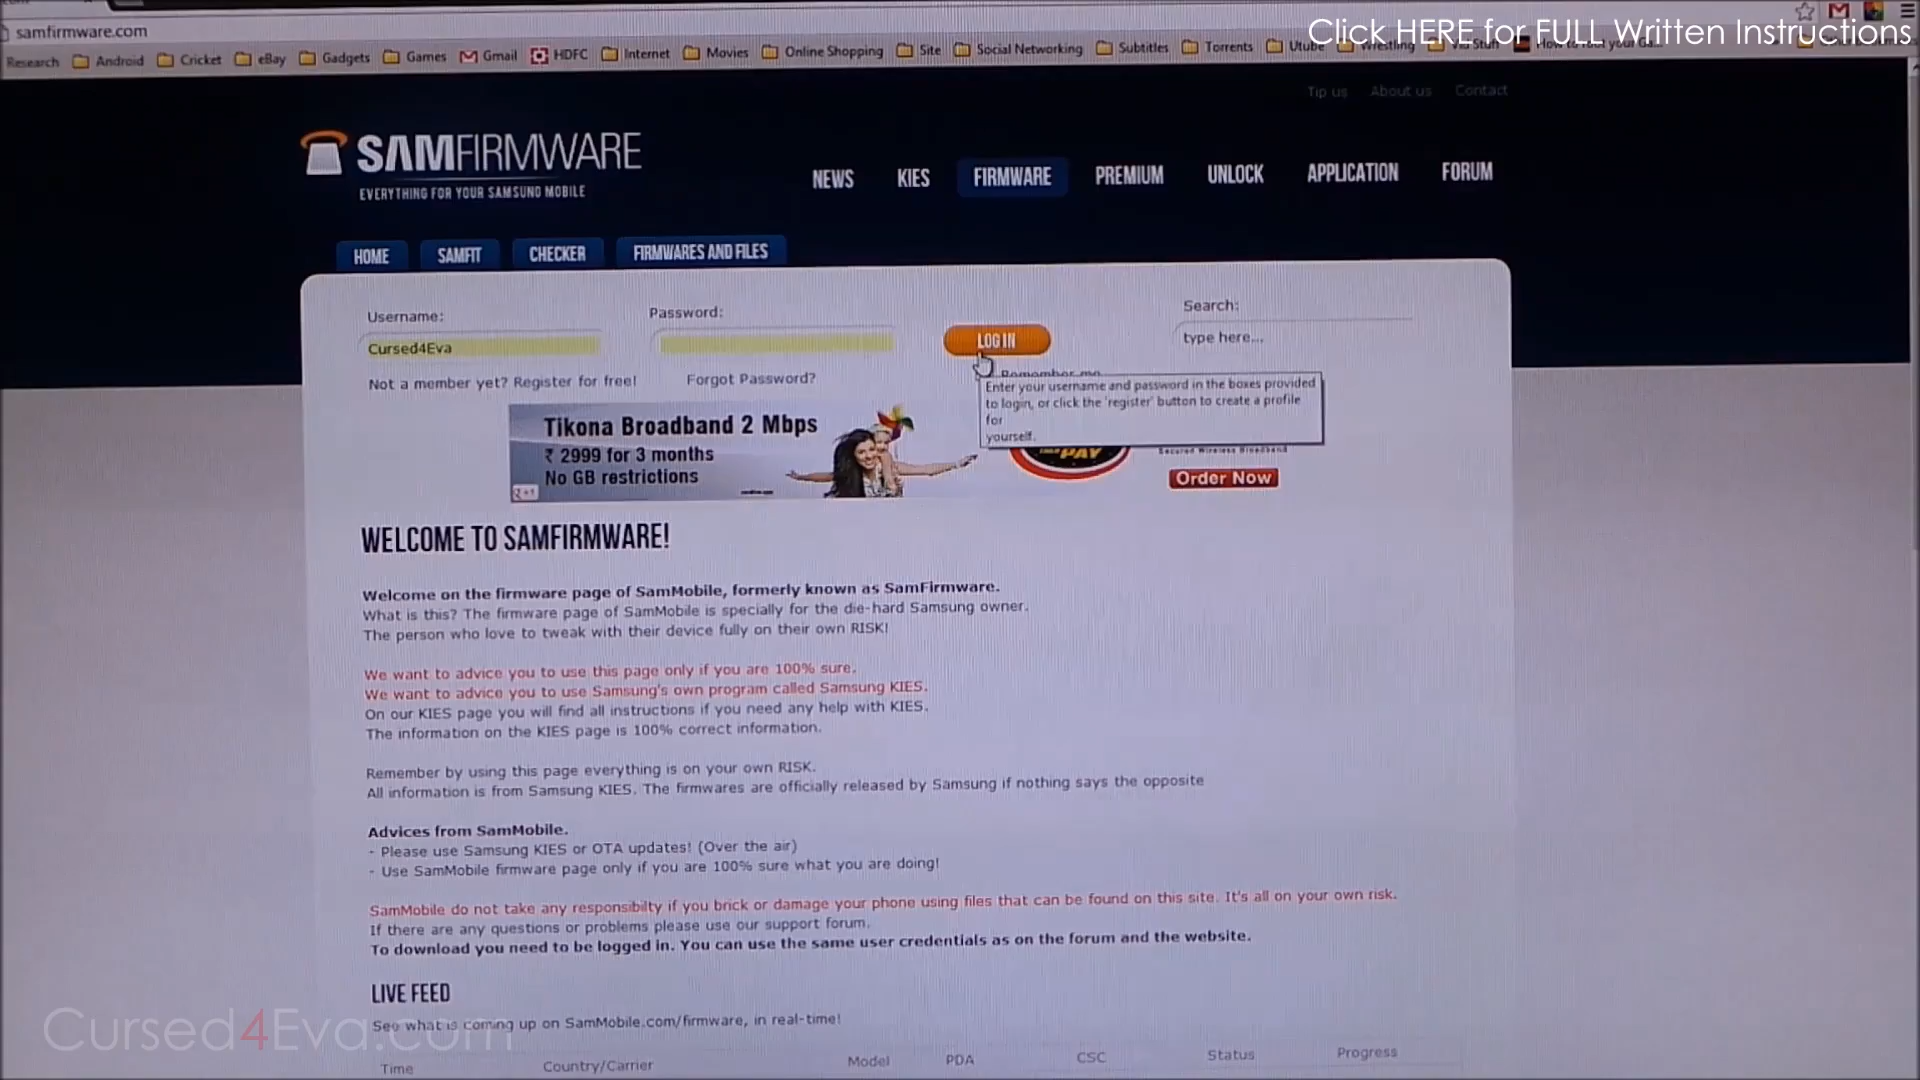 samfirmware.com
Click HERE for FULL Written Instructions
Research Android Cricket eBay Gadgets Games Gmail HDFC Internet Movies Online Shopping Site Social Networking Subtitles Torrents Utube Wrestling Stuff How to root your Ga...
Tip us About us Contact
SAMFIRMWARE
EVERYTHING FOR YOUR SAMSUNG MOBILE
NEWS KIES FIRMWARE PREMIUM UNLOCK APPLICATION FORUM
HOME SAMFIT CHECKER FIRMWARES AND FILES
Username: Password: Search:
Cursed4Eva LOG IN type here...
Not a member yet? Register for free! Forgot Password? Remember me
Enter your username and password in the boxes provided
to login, or click the 'register' button to create a profile
for
yourself.
Tikona Broadband 2 Mbps
₹ 2999 for 3 months
No GB restrictions
PAY
Secured Wireless Broadband
Order Now
WELCOME TO SAMFIRMWARE!
Welcome on the firmware page of SamMobile, formerly known as SamFirmware.
What is this? The firmware page of SamMobile is specially for the die-hard Samsung owner.
The person who love to tweak with their device fully on their own RISK!
We want to advice you to use this page only if you are 100% sure.
We want to advice you to use Samsung's own program called Samsung KIES.
On our KIES page you will find all instructions if you need any help with KIES.
The information on the KIES page is 100% correct information.
Remember by using this page everything is on your own RISK.
All information is from Samsung KIES. The firmwares are officially released by Samsung if nothing says the opposite
Advices from SamMobile.
- Please use Samsung KIES or OTA updates! (Over the air)
- Use SamMobile firmware page only if you are 100% sure what you are doing!
SamMobile do not take any responsibilty if you brick or damage your phone using files that can be found on this site. It's all on your own risk.
If there are any questions or problems please use our support forum.
To download you need to be logged in. You can use the same user credentials as on the forum and the website.
LIVE FEED
See what is coming up on SamMobile.com/firmware, in real-time!
Cursed4Eva.com
Time Country/Carrier Model PDA CSC Status Progress